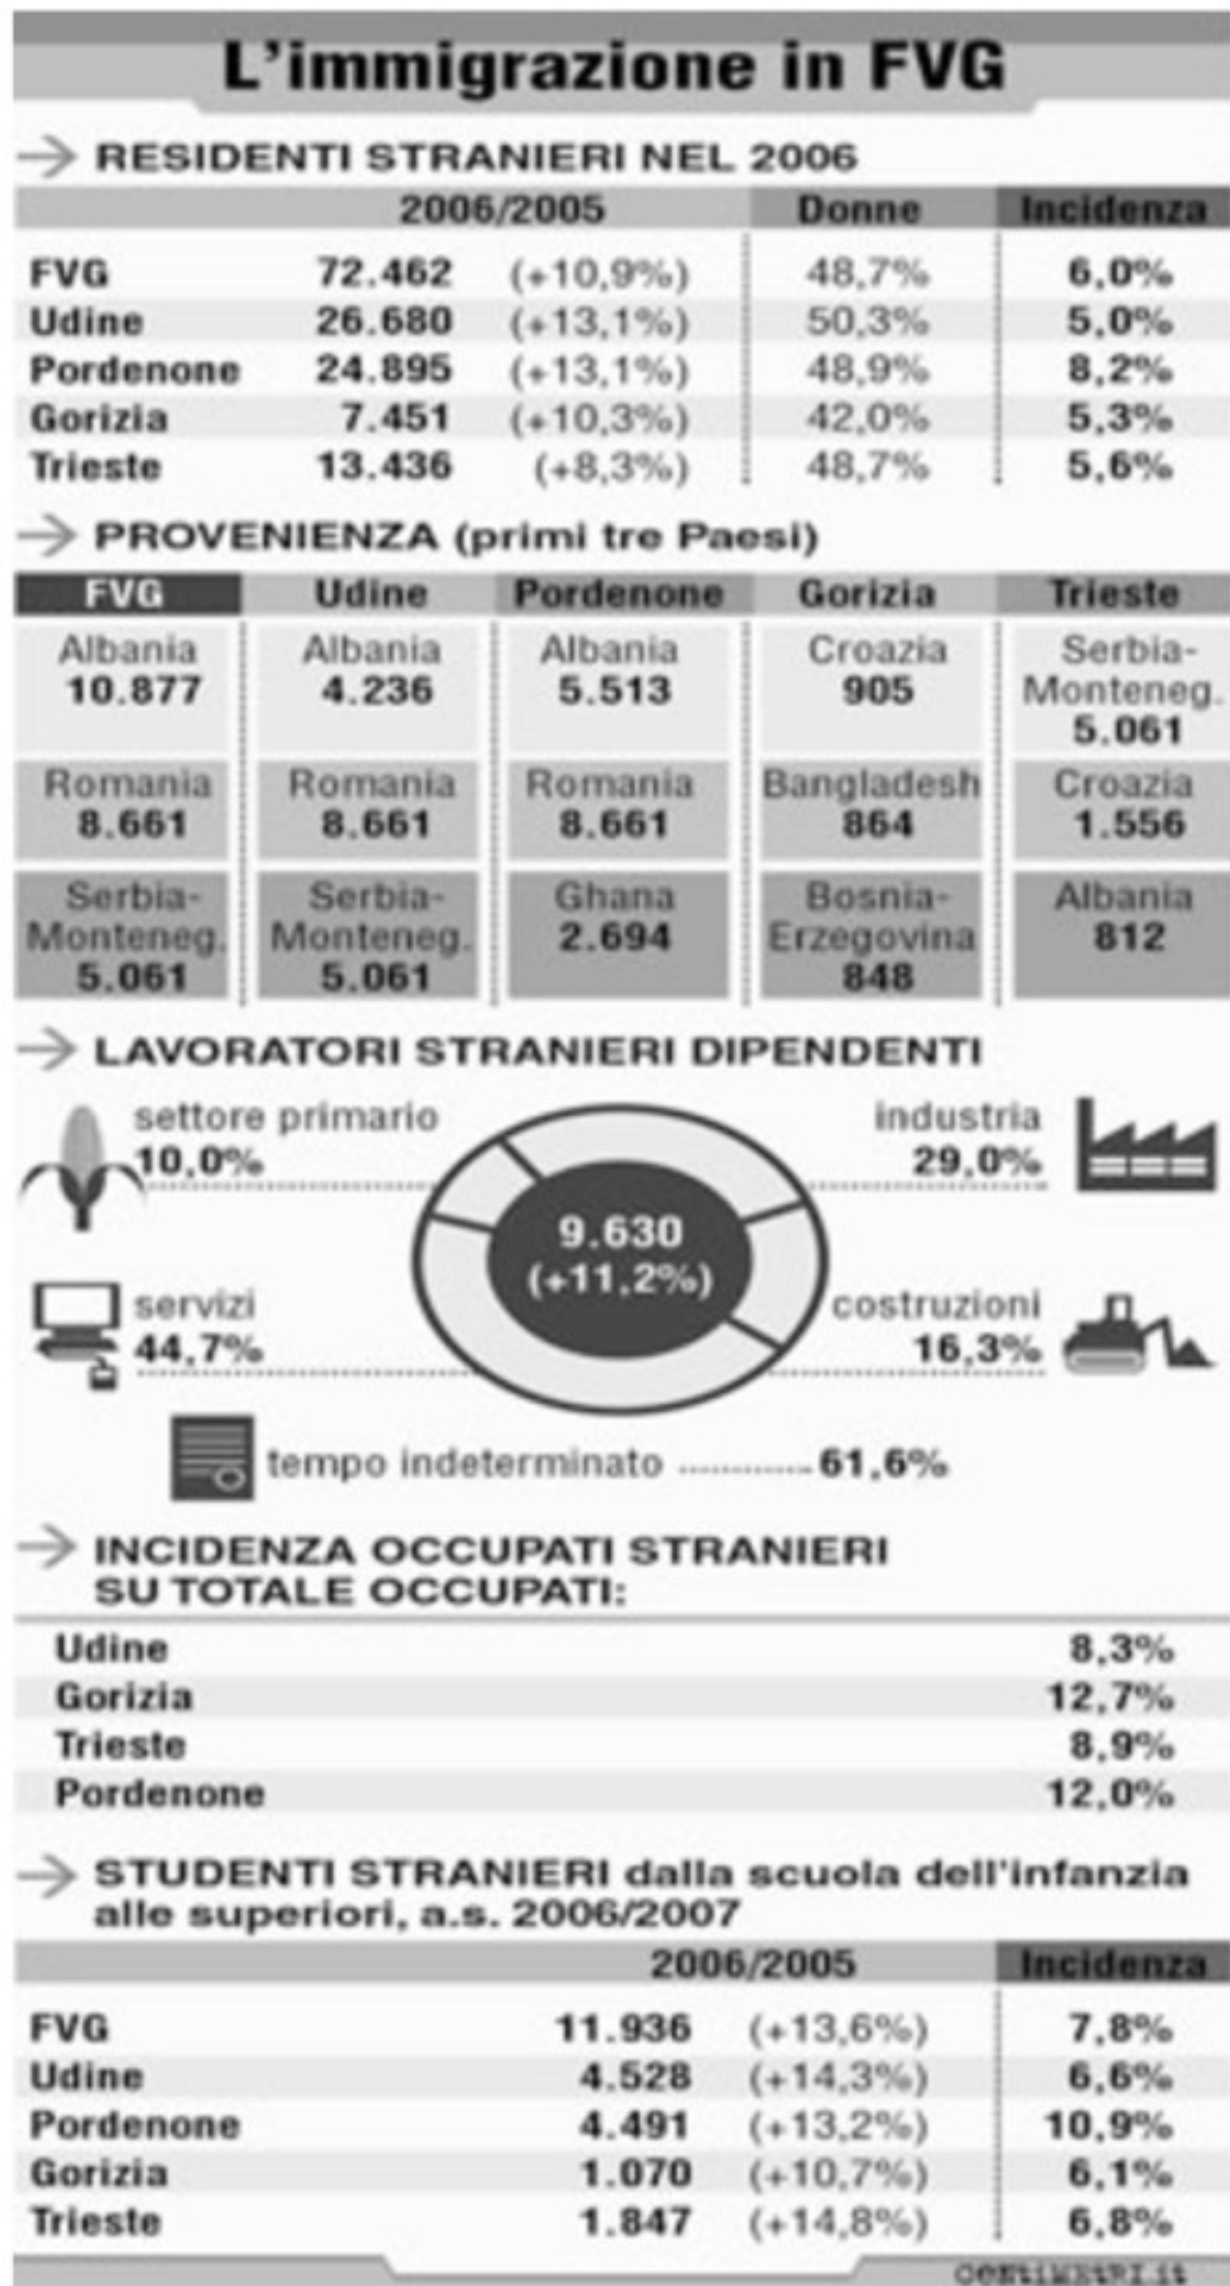 L'immigrazione in FVG
RESIDENTI STRANIERI NEL 2006
2006/2005 Donne Incidenza
FVG 72.462 (+10,9%) 48,7% 6,0%
Udine 26.680 (+13,1%) 50,3% 5,0%
Pordenone 24.895 (+13,1%) 48,9% 8,2%
Gorizia 7.451 (+10,3%) 42,0% 5,3%
Trieste 13.436 (+8,3%) 48,7% 5,6%
PROVENIENZA (primi tre Paesi)
FVG Udine Pordenone Gorizia Trieste
Albania Albania Albania Croazia Serbia-
10.877 4.236 5.513 905 Monteneg.
5.061
Romania Romania Romania Bangladesh Croazia
8.661 8.661 8.661 864 1.556
Serbia- Serbia- Ghana Bosnia- Albania
Monteneg. Monteneg. 2.694 Erzegovina 812
5.061 5.061 848
LAVORATORI STRANIERI DIPENDENTI
settore primario industria
10,0% 29,0%
9.630
(+11,2%)
servizi costruzioni
44,7% 16,3%
tempo indeterminato 61,6%
INCIDENZA OCCUPATI STRANIERI
SU TOTALE OCCUPATI:
Udine 8,3%
Gorizia 12,7%
Trieste 8,9%
Pordenone 12,0%
STUDENTI STRANIERI dalla scuola dell'infanzia
alle superiori, a.s. 2006/2007
2006/2005 Incidenza
FVG 11.936 (+13,6%) 7,8%
Udine 4.528 (+14,3%) 6,6%
Pordenone 4.491 (+13,2%) 10,9%
Gorizia 1.070 (+10,7%) 6,1%
Trieste 1.847 (+14,8%) 6,8%
CENTIMETRI.it